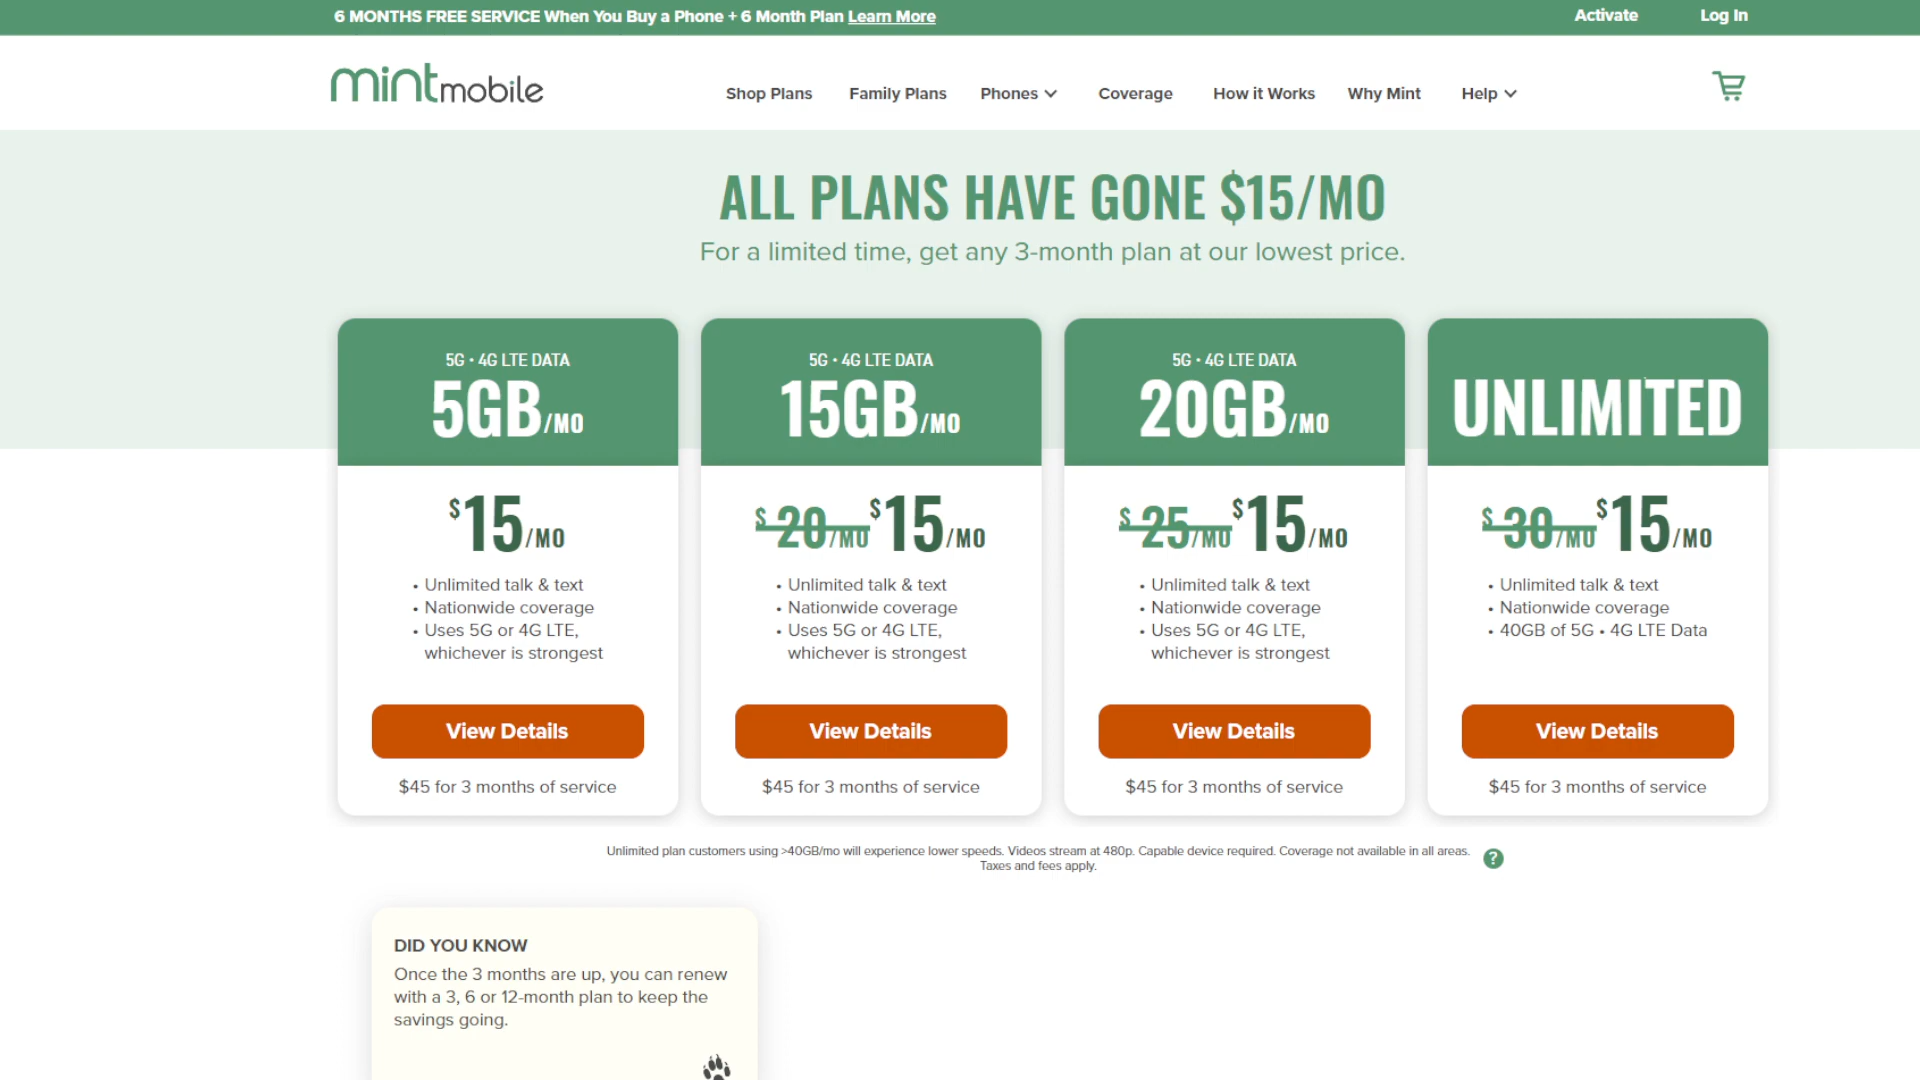 6 MONTHS FREE SERVICE When You Buy a Phone + 6 Month Plan Learn More
Activate
Log In
mintmobile
Shop Plans
Family Plans
Phones
Coverage
How it Works
Why Mint
Help
ALL PLANS HAVE GONE $15/MO
For a limited time, get any 3-month plan at our lowest price.
5G • 4G LTE DATA
5GB/MO
$15/MO
• Unlimited talk & text
• Nationwide coverage
• Uses 5G or 4G LTE,
whichever is strongest
View Details
$45 for 3 months of service
5G • 4G LTE DATA
15GB/MO
$20/MO $15/MO
• Unlimited talk & text
• Nationwide coverage
• Uses 5G or 4G LTE,
whichever is strongest
View Details
$45 for 3 months of service
5G • 4G LTE DATA
20GB/MO
$25/MO $15/MO
• Unlimited talk & text
• Nationwide coverage
• Uses 5G or 4G LTE,
whichever is strongest
View Details
$45 for 3 months of service
UNLIMITED
$30/MO $15/MO
• Unlimited talk & text
• Nationwide coverage
• 40GB of 5G • 4G LTE Data
View Details
$45 for 3 months of service
Unlimited plan customers using >40GB/mo will experience lower speeds. Videos stream at 480p. Capable device required. Coverage not available in all areas.
Taxes and fees apply.
?
DID YOU KNOW
Once the 3 months are up, you can renew
with a 3, 6 or 12-month plan to keep the
savings going.